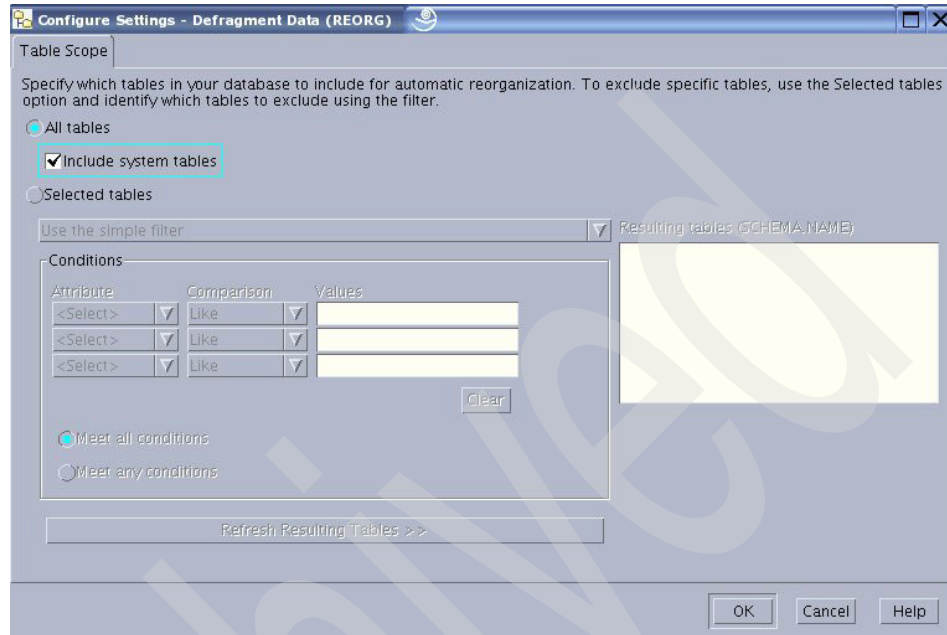 Configure Settings - Defragment Data (REORG)
Table Scope
Specify which tables in your database to include for automatic reorganization. To exclude specific tables, use the Selected tables
option and identify which tables to exclude using the filter.
All tables
Include system tables
Selected tables
Use the simple filter
Resulting tables (SCHEMA.NAME)
Conditions
Attribute Comparison Values
<Select> Like
<Select> Like
<Select> Like
Clear
Meet all conditions
Meet any conditions
Refresh Resulting Tables >>
OK Cancel Help